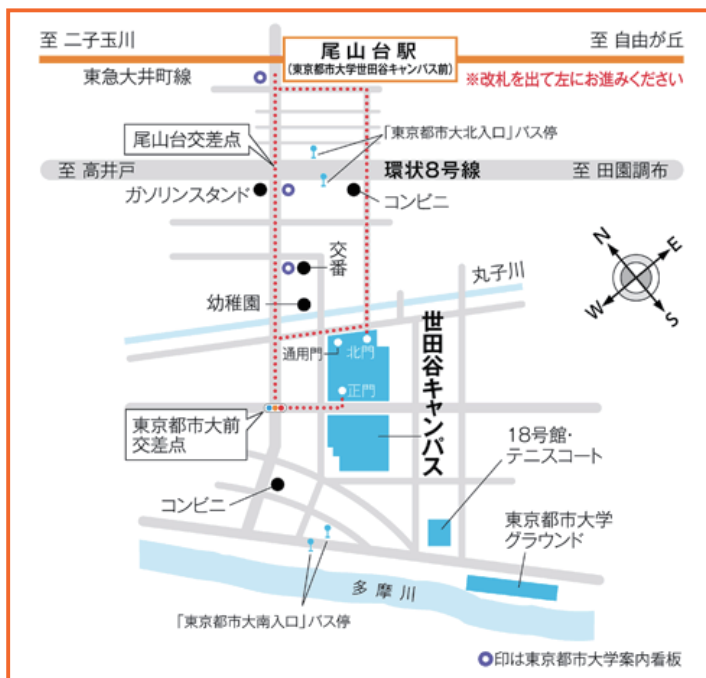 至 二子玉川
尾山台駅
(東京都市大学世田谷キャンパス前)
至 自由が丘
東急大井町線
※改札を出て左にお進みください
尾山台交差点
「東京都市大北入口」バス停
至 高井戸
環状8号線
至 田園調布
ガソリンスタンド
コンビニ
交番
幼稚園
丸子川
N
E
W
S
通用門
北門
正門
世田谷キャンパス
東京都市大前
交差点
18号館・
テニスコート
コンビニ
東京都市大学
グラウンド
多摩川
「東京都市大南入口」バス停
印は東京都市大学案内看板